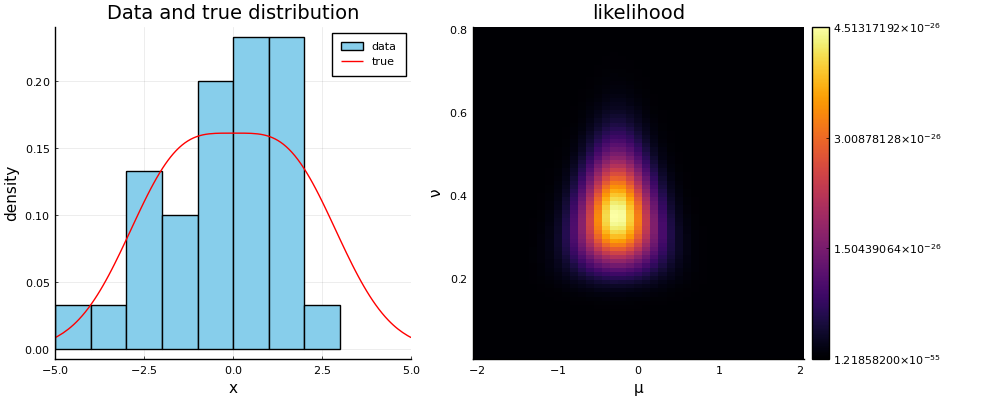 Data and true distribution
data
true
0.20
0.15
0.10
0.05
0.00
density
−5.0
−2.5
0.0
2.5
5.0
x
likelihood
0.8
0.6
0.4
0.2
ν
−2
−1
0
1
2
μ
4.51317192×10⁻²⁶
3.00878128×10⁻²⁶
1.50439064×10⁻²⁶
1.21858200×10⁻⁵⁵